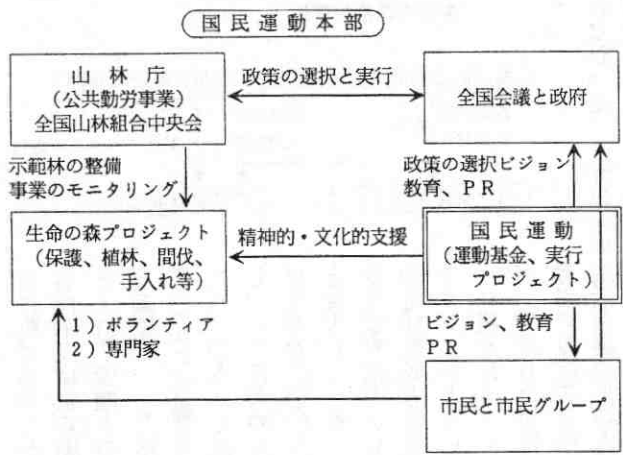 国民運動本部
山林庁
（公共勤労事業）
全国山林組合中央会
政策の選択と実行
全国会議と政府
示範林の整備
事業のモニタリング
政策の選択ビジョン
教育、ＰＲ
生命の森プロジェクト
（保護、植林、間伐、
手入れ等）
精神的・文化的支援
国民運動
（運動基金、実行
プロジェクト）
１）ボランティア
２）専門家
ビジョン、教育
ＰＲ
市民と市民グループ